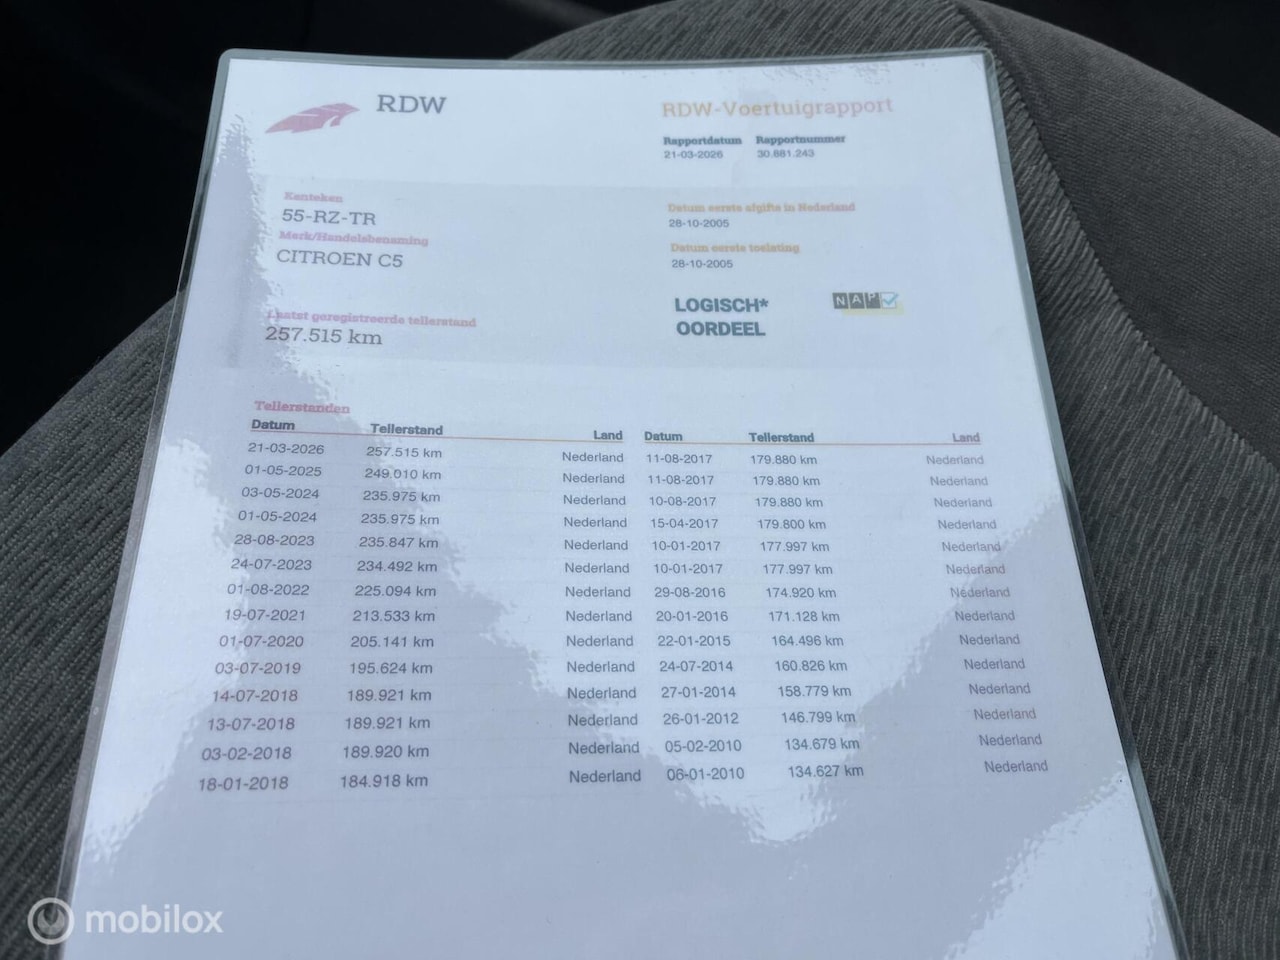 RDW
RDW-Voertuigrapport
Rapportdatum Rapportnummer
21-03-2026 30.881.243
Kenteken
55-RZ-TR
Merk/Handelsbenaming
CITROEN C5
Datum eerste afgifte in Nederland
28-10-2005
Datum eerste toelating
28-10-2005
LOGISCH*
OORDEEL
NAP
Laatst geregistreerde tellerstand
257.515 km
Tellerstanden
Datum Tellerstand Land Datum Tellerstand Land
21-03-2026 257.515 km Nederland 11-08-2017 179.880 km Nederland
01-05-2025 249.010 km Nederland 11-08-2017 179.880 km Nederland
03-05-2024 235.975 km Nederland 10-08-2017 179.880 km Nederland
01-05-2024 235.975 km Nederland 15-04-2017 179.800 km Nederland
28-08-2023 235.847 km Nederland 10-01-2017 177.997 km Nederland
24-07-2023 234.492 km Nederland 10-01-2017 177.997 km Nederland
01-08-2022 225.094 km Nederland 29-08-2016 174.920 km Nederland
19-07-2021 213.533 km Nederland 20-01-2016 171.128 km Nederland
01-07-2020 205.141 km Nederland 22-01-2015 164.496 km Nederland
03-07-2019 195.624 km Nederland 24-07-2014 160.826 km Nederland
14-07-2018 189.921 km Nederland 27-01-2014 158.779 km Nederland
13-07-2018 189.921 km Nederland 26-01-2012 146.799 km Nederland
03-02-2018 189.920 km Nederland 05-02-2010 134.679 km Nederland
18-01-2018 184.918 km Nederland 06-01-2010 134.627 km Nederland
mobilox